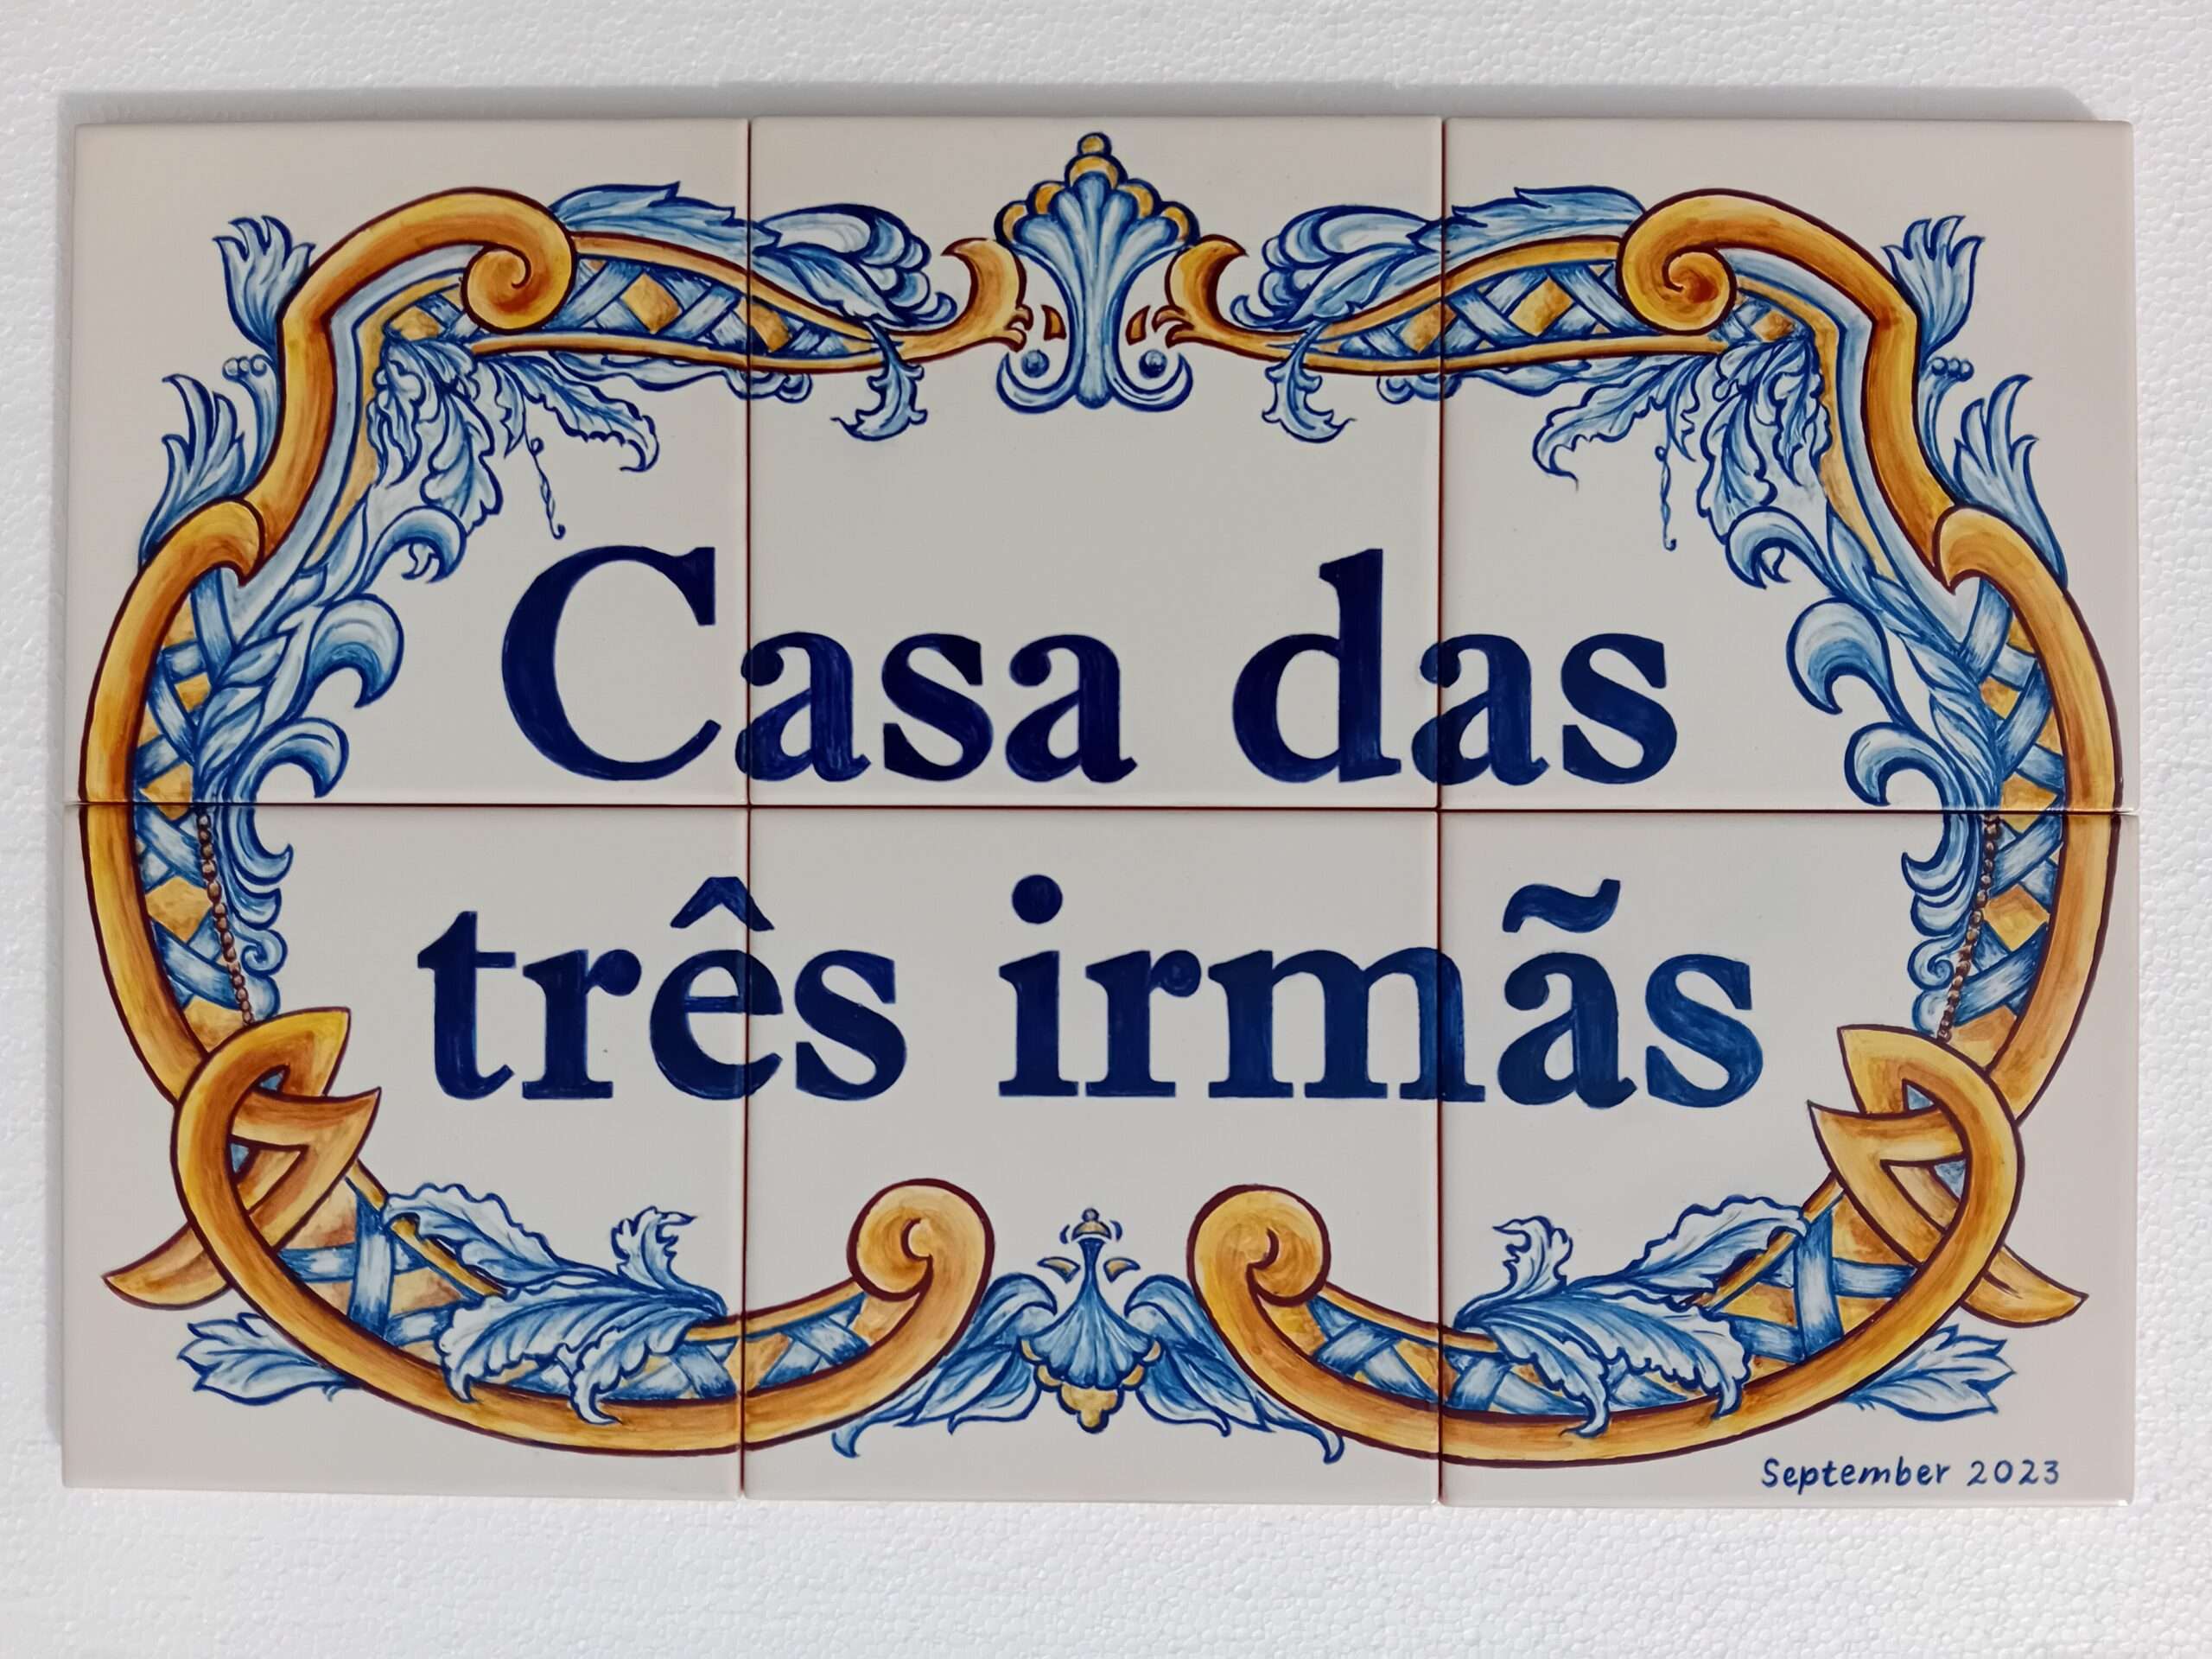 Casa das
três irmãs
September 2023